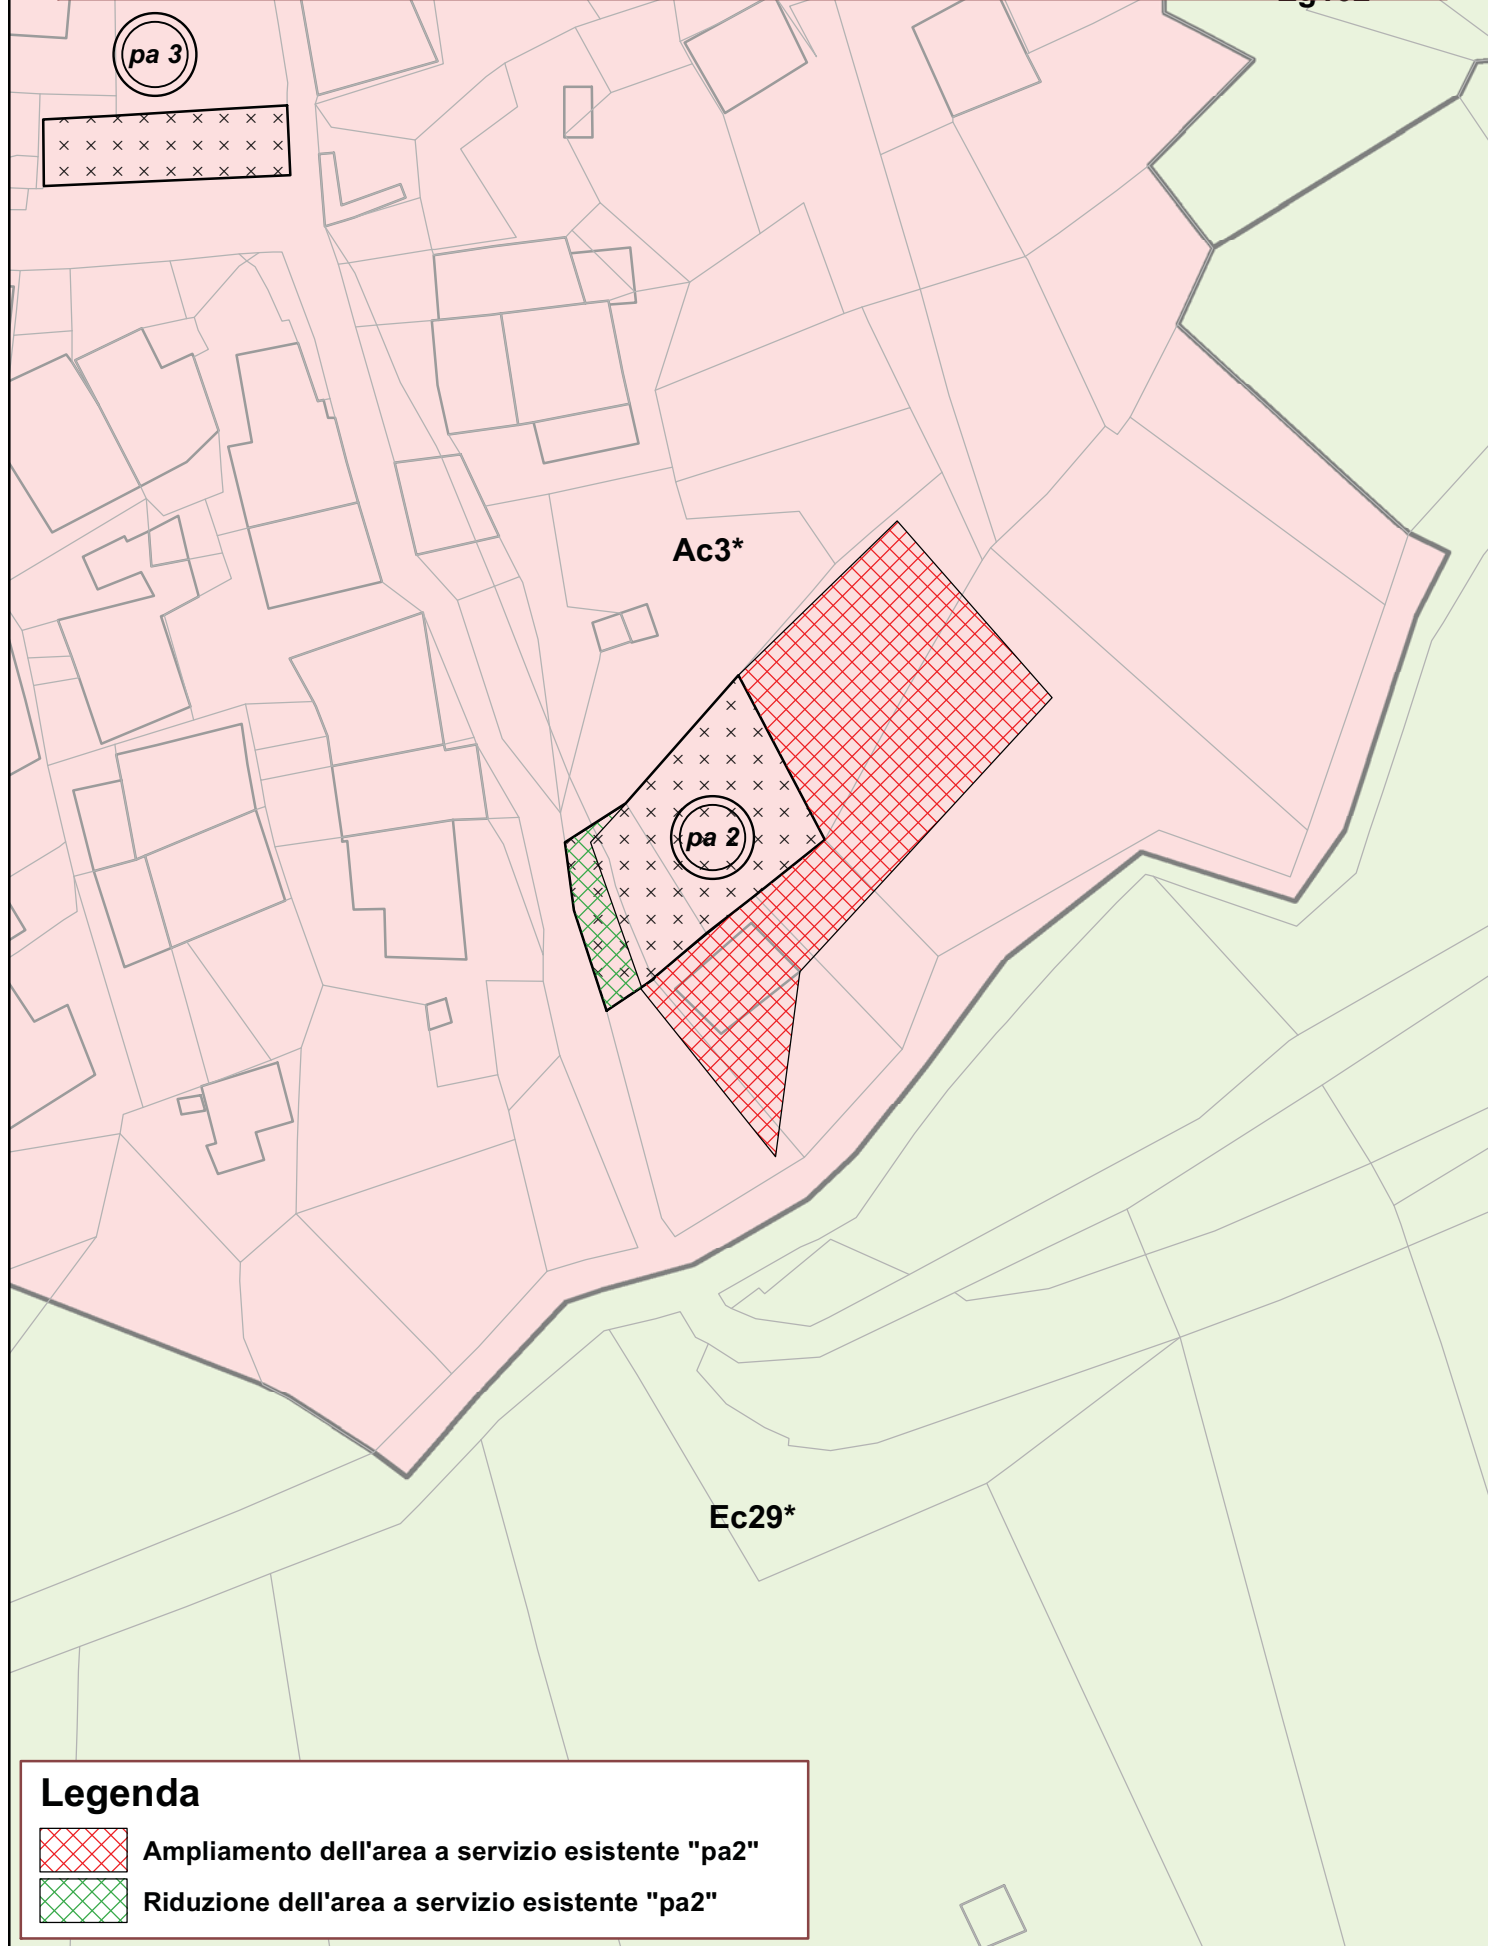 pa 3
Ac3*
pa 2
Ec29*
Legenda
Ampliamento dell'area a servizio esistente "pa2"
Riduzione dell'area a servizio esistente "pa2"